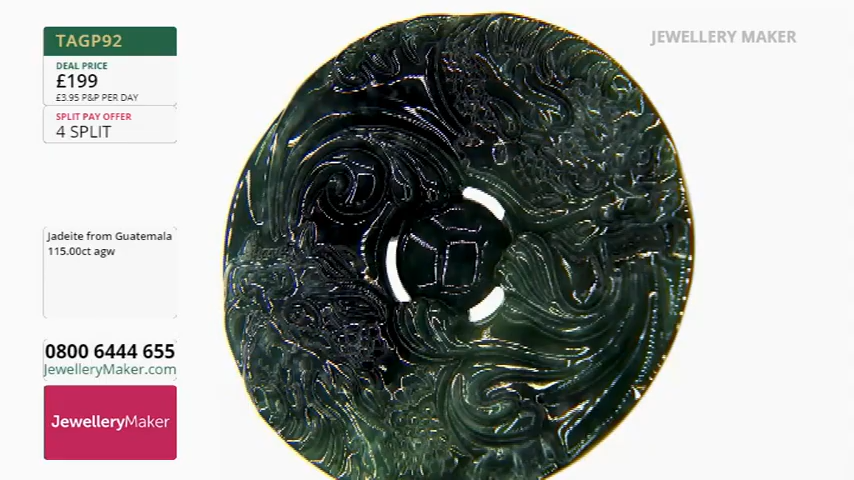 TAGP92
DEAL PRICE
£199
£3.95 P&P PER DAY
SPLIT PAY OFFER
4 SPLIT
Jadeite from Guatemala
115.00ct agw
0800 6444 655
JewelleryMaker.com
JewelleryMaker
JEWELLERY MAKER